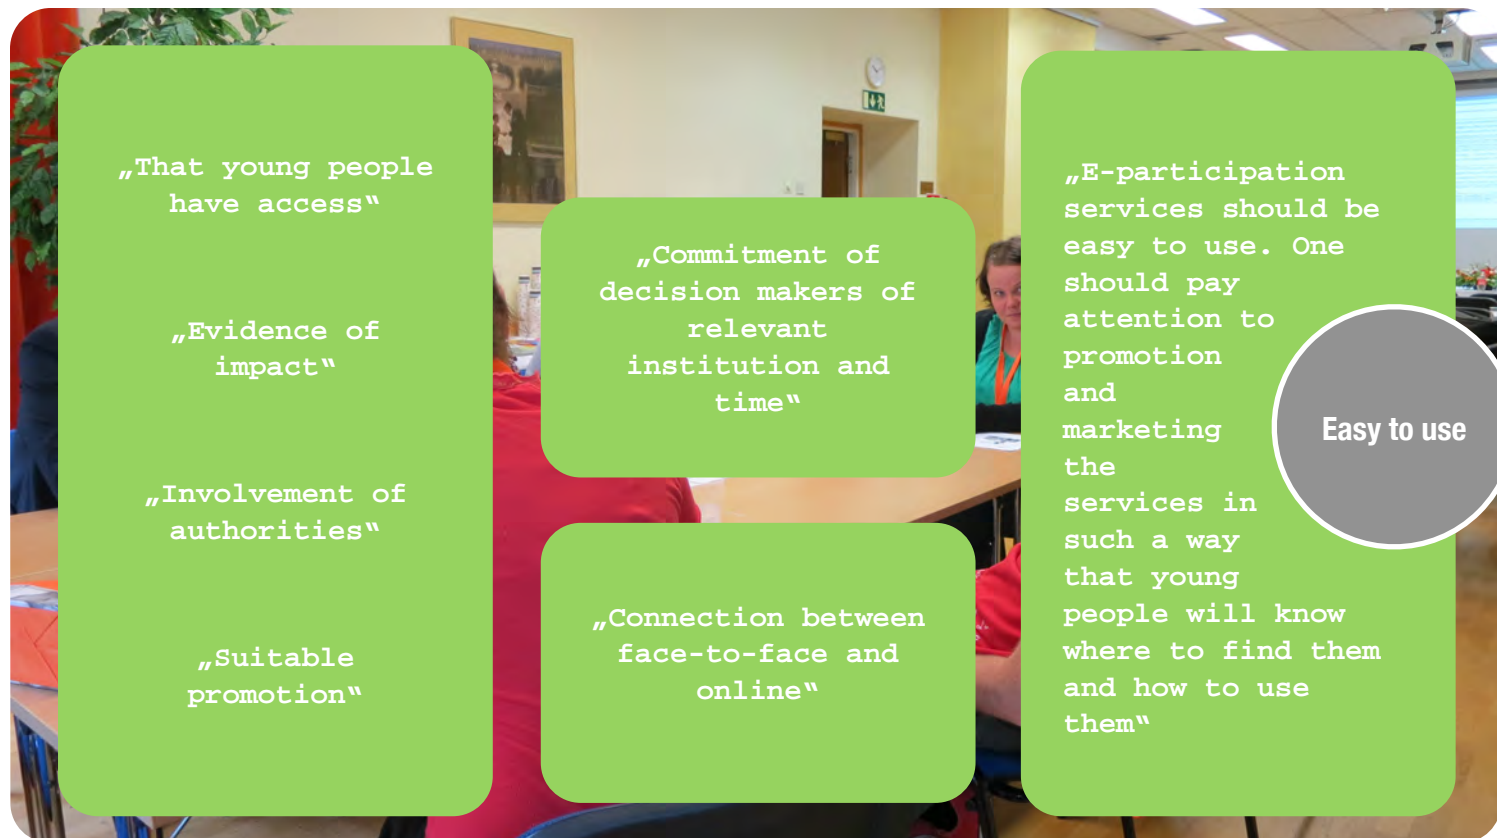 „That young people
have access“
„Evidence of
impact“
„Involvement of
authorities“
„Suitable
promotion“
„Commitment of
decision makers of
relevant
institution and
time“
„Connection between
face-to-face and
online“
„E-participation
services should be
easy to use. One
should pay
attention to
promotion
and
marketing
the
services in
such a way
that young
people will know
where to find them
and how to use
them“
Easy to use